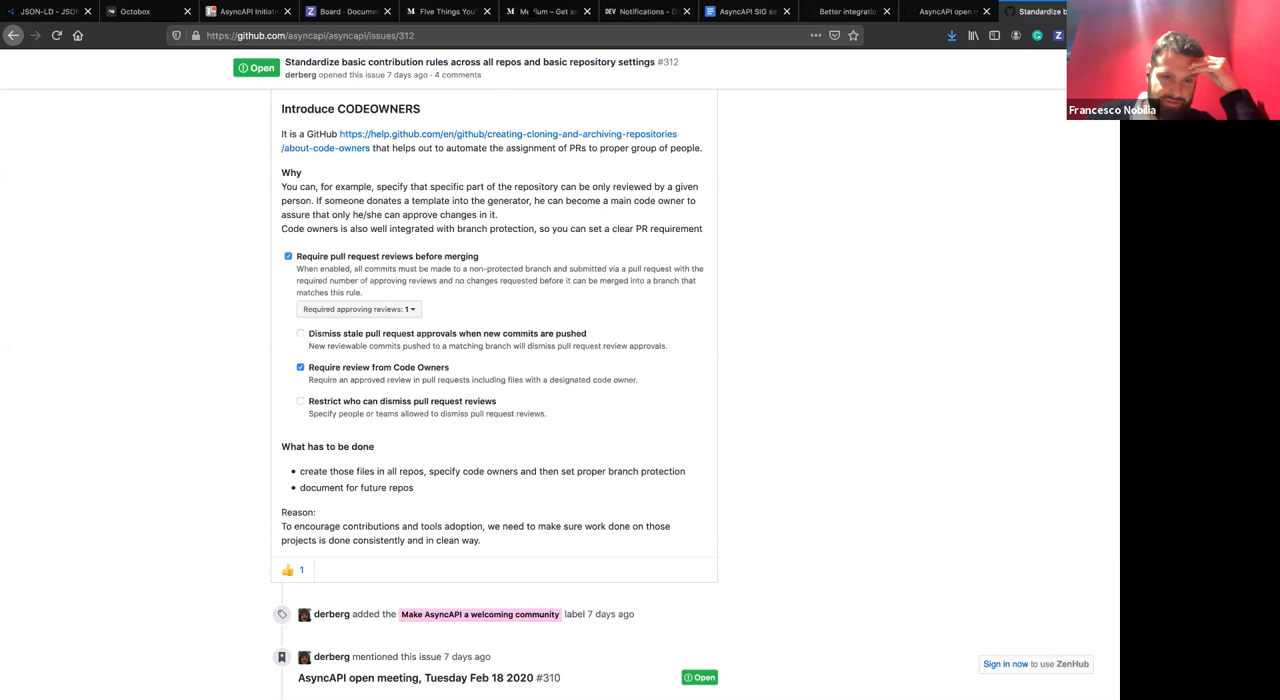 JSON-LD - JSON
Octobox
AsyncAPI Initiati
Board · Docume
Five Things You'
Medium – Get s
DEV Notifications - D
AsyncAPI SIG se
Better integratio
AsyncAPI open m
Standardize b
https://github.com/asyncapi/asyncapi/issues/312
Open
Standardize basic contribution rules across all repos and basic repository settings #312
derberg opened this issue 7 days ago · 4 comments
Francesco Nobilia
Introduce CODEOWNERS
It is a GitHub https://help.github.com/en/github/creating-cloning-and-archiving-repositories
/about-code-owners that helps out to automate the assignment of PRs to proper group of people.
Why
You can, for example, specify that specific part of the repository can be only reviewed by a given
person. If someone donates a template into the generator, he can become a main code owner to
assure that only he/she can approve changes in it.
Code owners is also well integrated with branch protection, so you can set a clear PR requirement
Require pull request reviews before merging
When enabled, all commits must be made to a non-protected branch and submitted via a pull request with the
required number of approving reviews and no changes requested before it can be merged into a branch that
matches this rule.
Required approving reviews: 1
Dismiss stale pull request approvals when new commits are pushed
New reviewable commits pushed to a matching branch will dismiss pull request review approvals.
Require review from Code Owners
Require an approved review in pull requests including files with a designated code owner.
Restrict who can dismiss pull request reviews
Specify people or teams allowed to dismiss pull request reviews.
What has to be done
• create those files in all repos, specify code owners and then set proper branch protection
• document for future repos
Reason:
To encourage contributions and tools adoption, we need to make sure work done on those
projects is done consistently and in clean way.
1
derberg added the Make AsyncAPI a welcoming community label 7 days ago
derberg mentioned this issue 7 days ago
AsyncAPI open meeting, Tuesday Feb 18 2020 #310
Open
Sign in now to use ZenHub